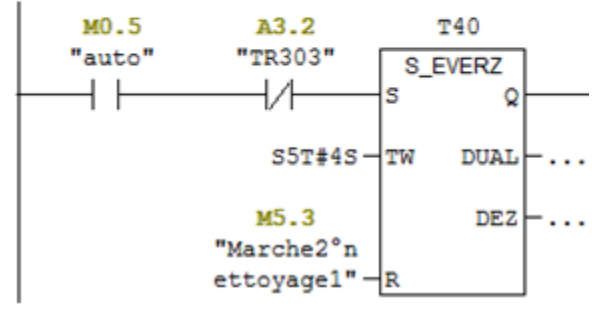 M0.5 A3.2 T40
"auto" "TR303" S_EVERZ
S Q
S5T#4S TW DUAL ...
M5.3 DEZ ...
"Marche2°n
ettoyage1" R